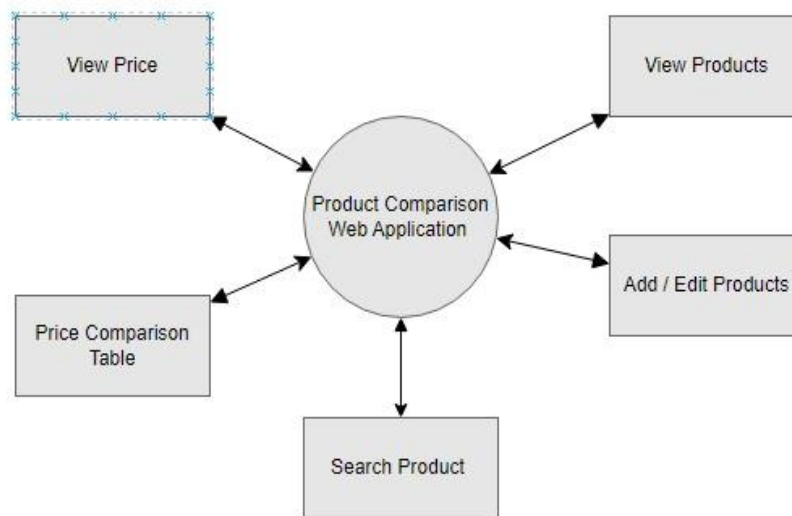 View Price
View Products
Product Comparison
Web Application
Add / Edit Products
Price Comparison
Table
Search Product